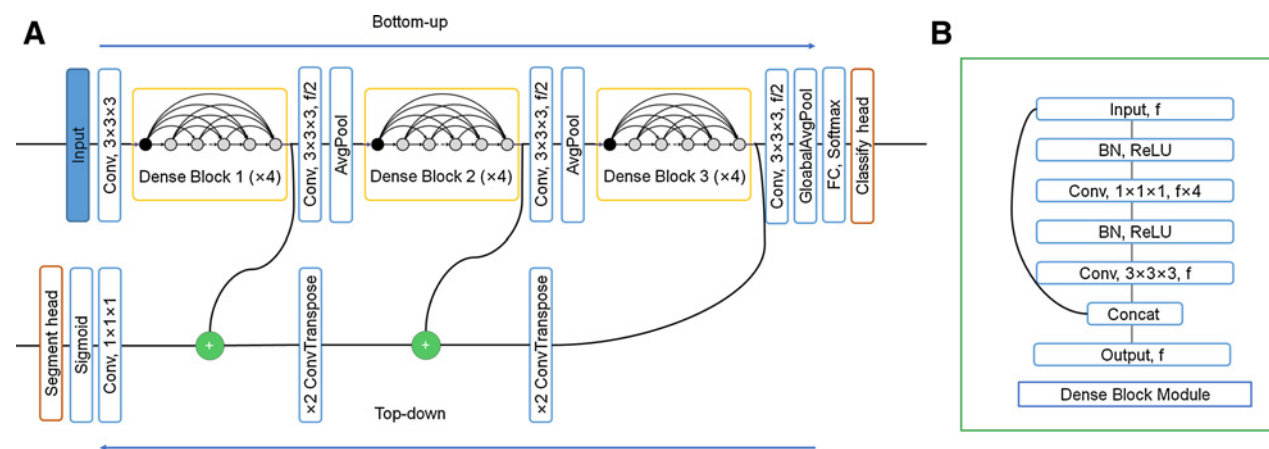 A
Bottom-up
B
Input
Conv, 3×3×3
Dense Block 1 (×4)
Conv, 3×3×3, f/2
AvgPool
Dense Block 2 (×4)
Conv, 3×3×3, f/2
AvgPool
Dense Block 3 (×4)
Conv, 3×3×3, f/2
GloabalAvgPool
FC, Softmax
Classify head
Segment head
Sigmoid
Conv, 1×1×1
+
×2 ConvTranspose
+
×2 ConvTranspose
Top-down
Input, f
BN, ReLU
Conv, 1×1×1, f×4
BN, ReLU
Conv, 3×3×3, f
Concat
Output, f
Dense Block Module